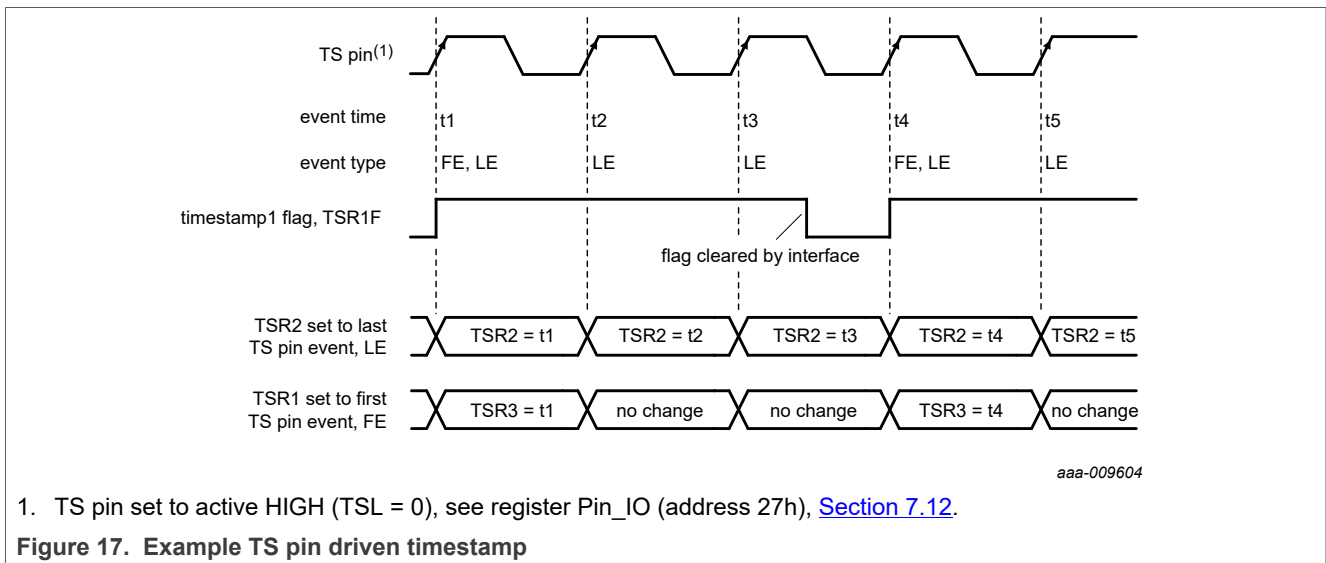 TS pin(1)
event time
t1
t2
t3
t4
t5
event type
FE, LE
LE
LE
FE, LE
LE
timestamp1 flag, TSR1F
flag cleared by interface
TSR2 set to last
TS pin event, LE
TSR2 = t1
TSR2 = t2
TSR2 = t3
TSR2 = t4
TSR2 = t5
TSR1 set to first
TS pin event, FE
TSR3 = t1
no change
no change
TSR3 = t4
no change
aaa-009604
1. TS pin set to active HIGH (TSL = 0), see register Pin_IO (address 27h), Section 7.12.
Figure 17. Example TS pin driven timestamp